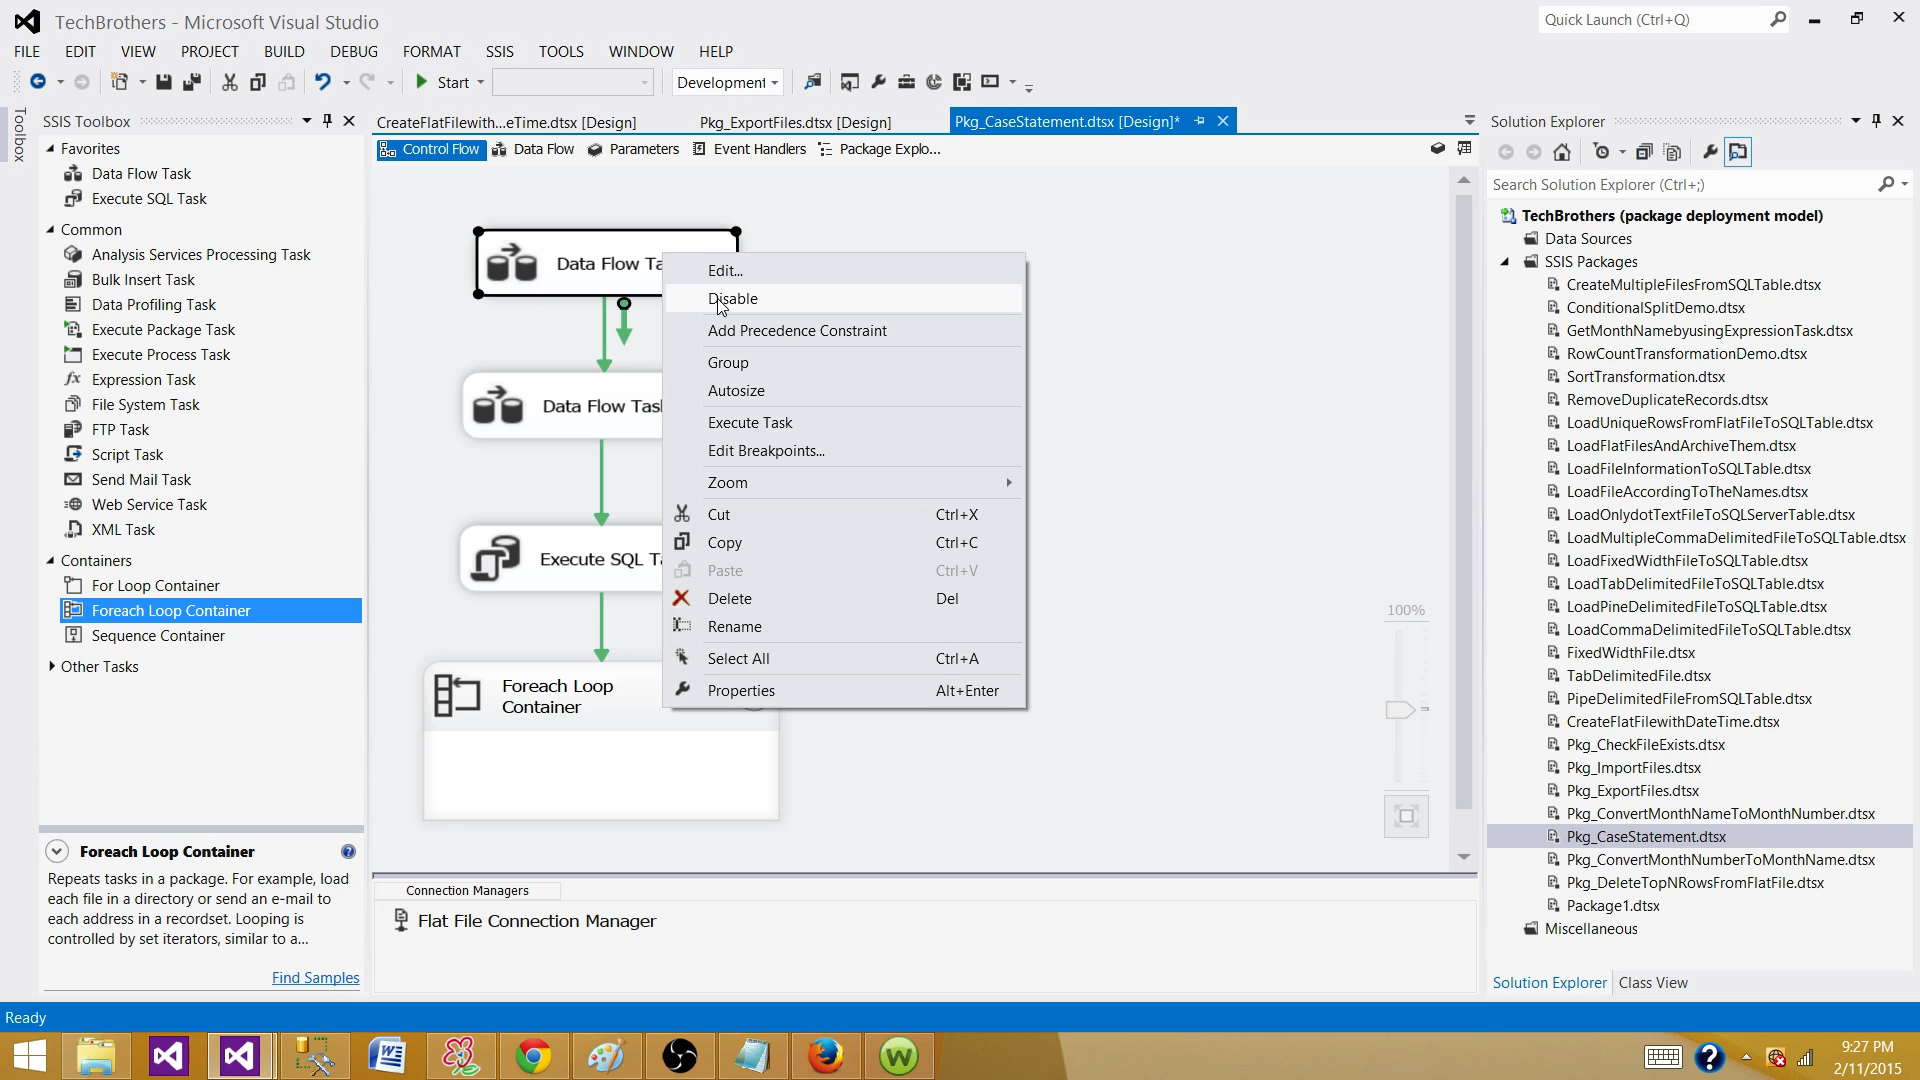 TechBrothers - Microsoft Visual Studio
Quick Launch (Ctrl+Q)
FILE EDIT VIEW PROJECT BUILD DEBUG FORMAT SSIS TOOLS WINDOW HELP
Start Development
Toolbox
SSIS Toolbox
Favorites
Data Flow Task
Execute SQL Task
Common
Analysis Services Processing Task
Bulk Insert Task
Data Profiling Task
Execute Package Task
Execute Process Task
Expression Task
File System Task
FTP Task
Script Task
Send Mail Task
Web Service Task
XML Task
Containers
For Loop Container
Foreach Loop Container
Sequence Container
Other Tasks
Foreach Loop Container
Repeats tasks in a package. For example, load
each file in a directory or send an e-mail to
each address in a recordset. Looping is
controlled by set iterators, similar to a...
Find Samples
CreateFlatFilewith...eTime.dtsx [Design] Pkg_ExportFiles.dtsx [Design] Pkg_CaseStatement.dtsx [Design]*
Control Flow Data Flow Parameters Event Handlers Package Explo...
Data Flow Ta
Data Flow Tas
Execute SQL T
Foreach Loop
Container
Edit...
Disable
Add Precedence Constraint
Group
Autosize
Execute Task
Edit Breakpoints...
Zoom
Cut Ctrl+X
Copy Ctrl+C
Paste Ctrl+V
Delete Del
Rename
Select All Ctrl+A
Properties Alt+Enter
100%
Connection Managers
Flat File Connection Manager
Solution Explorer
Search Solution Explorer (Ctrl+;)
TechBrothers (package deployment model)
Data Sources
SSIS Packages
CreateMultipleFilesFromSQLTable.dtsx
ConditionalSplitDemo.dtsx
GetMonthNamebyusingExpressionTask.dtsx
RowCountTransformationDemo.dtsx
SortTransformation.dtsx
RemoveDuplicateRecords.dtsx
LoadUniqueRowsFromFlatFileToSQLTable.dtsx
LoadFlatFilesAndArchiveThem.dtsx
LoadFileInformationToSQLTable.dtsx
LoadFileAccordingToTheNames.dtsx
LoadOnlydotTextFileToSQLServerTable.dtsx
LoadMultipleCommaDelimitedFileToSQLTable.dtsx
LoadFixedWidthFileToSQLTable.dtsx
LoadTabDelimitedFileToSQLTable.dtsx
LoadPineDelimitedFileToSQLTable.dtsx
LoadCommaDelimitedFileToSQLTable.dtsx
FixedWidthFile.dtsx
TabDelimitedFile.dtsx
PipeDelimitedFileFromSQLTable.dtsx
CreateFlatFilewithDateTime.dtsx
Pkg_CheckFileExists.dtsx
Pkg_ImportFiles.dtsx
Pkg_ExportFiles.dtsx
Pkg_ConvertMonthNameToMonthNumber.dtsx
Pkg_CaseStatement.dtsx
Pkg_ConvertMonthNumberToMonthName.dtsx
Pkg_DeleteTopNRowsFromFlatFile.dtsx
Package1.dtsx
Miscellaneous
Solution Explorer Class View
Ready
9:27 PM
2/11/2015